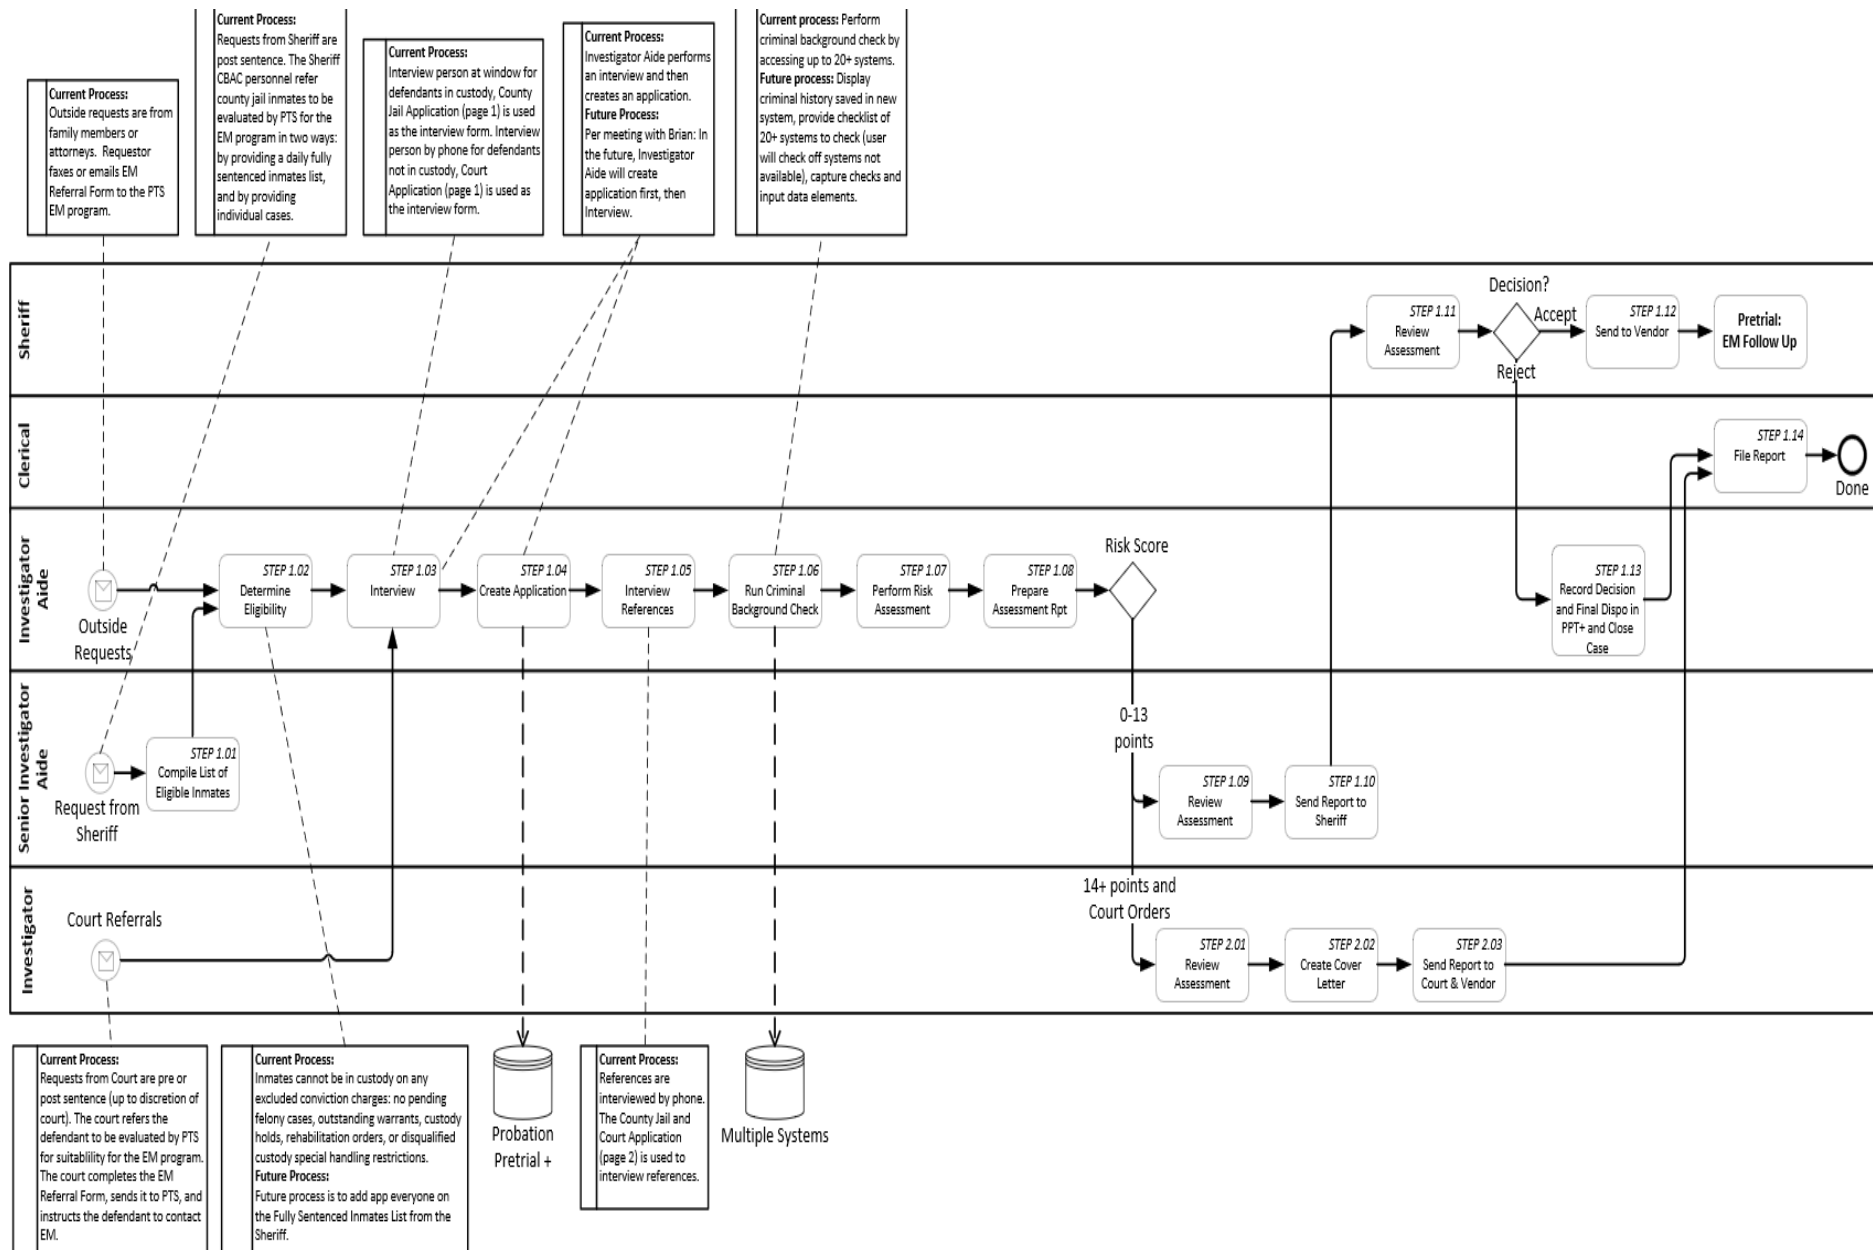 Current Process:
Outside requests are from
family members or
attorneys. Requestor
faxes or emails EM
Referral Form to the PTS
EM program.
Current Process:
Requests from Sheriff are
post sentence. The Sheriff
CBAC personnel refer
county jail inmates to be
evaluated by PTS for the
EM program in two ways:
by providing a daily fully
sentenced inmates list,
and by providing
individual cases.
Current Process:
Interview person at window for
defendants in custody, County
Jail Application (page 1) is used
as the interview form. Interview
person by phone for defendants
not in custody, Court
Application (page 1) is used as
the interview form.
Current Process:
Investigator Aide performs
an interview and then
creates an application.
Future Process:
Per meeting with Brian: In
the future, Investigator
Aide will create
application first, then
Interview.
Current process: Perform
criminal background check by
accessing up to 20+ systems.
Future process: Display
criminal history saved in new
system, provide checklist of
20+ systems to check (user
will check off systems not
available), capture checks and
input data elements.
Sheriff
STEP 1.11
Review
Assessment
Decision?
Accept
Reject
STEP 1.12
Send to Vendor
Pretrial:
EM Follow Up
Clerical
STEP 1.14
File Report
Done
Investigator
Aide
Outside
Requests
STEP 1.02
Determine
Eligibility
STEP 1.03
Interview
STEP 1.04
Create Application
STEP 1.05
Interview
References
STEP 1.06
Run Criminal
Background Check
STEP 1.07
Perform Risk
Assessment
STEP 1.08
Prepare
Assessment Rpt
Risk Score
STEP 1.13
Record Decision
and Final Dispo in
PPT+ and Close
Case
Senior Investigator
Aide
Request from
Sheriff
STEP 1.01
Compile List of
Eligible Inmates
0-13
points
STEP 1.09
Review
Assessment
STEP 1.10
Send Report to
Sheriff
Investigator
Court Referrals
14+ points and
Court Orders
STEP 2.01
Review
Assessment
STEP 2.02
Create Cover
Letter
STEP 2.03
Send Report to
Court & Vendor
Current Process:
Requests from Court are pre or
post sentence (up to discretion of
court). The court refers the
defendant to be evaluated by PTS
for suitablility for the EM program.
The court completes the EM
Referral Form, sends it to PTS, and
instructs the defendant to contact
EM.
Current Process:
Inmates cannot be in custody on any
excluded conviction charges: no pending
felony cases, outstanding warrants, custody
holds, rehabilitation orders, or disqualified
custody special handling restrictions.
Future Process:
Future process is to add app everyone on
the Fully Sentenced Inmates List from the
Sheriff.
Probation
Pretrial +
Current Process:
References are
interviewed by phone.
The County Jail and
Court Application
(page 2) is used to
interview references.
Multiple Systems